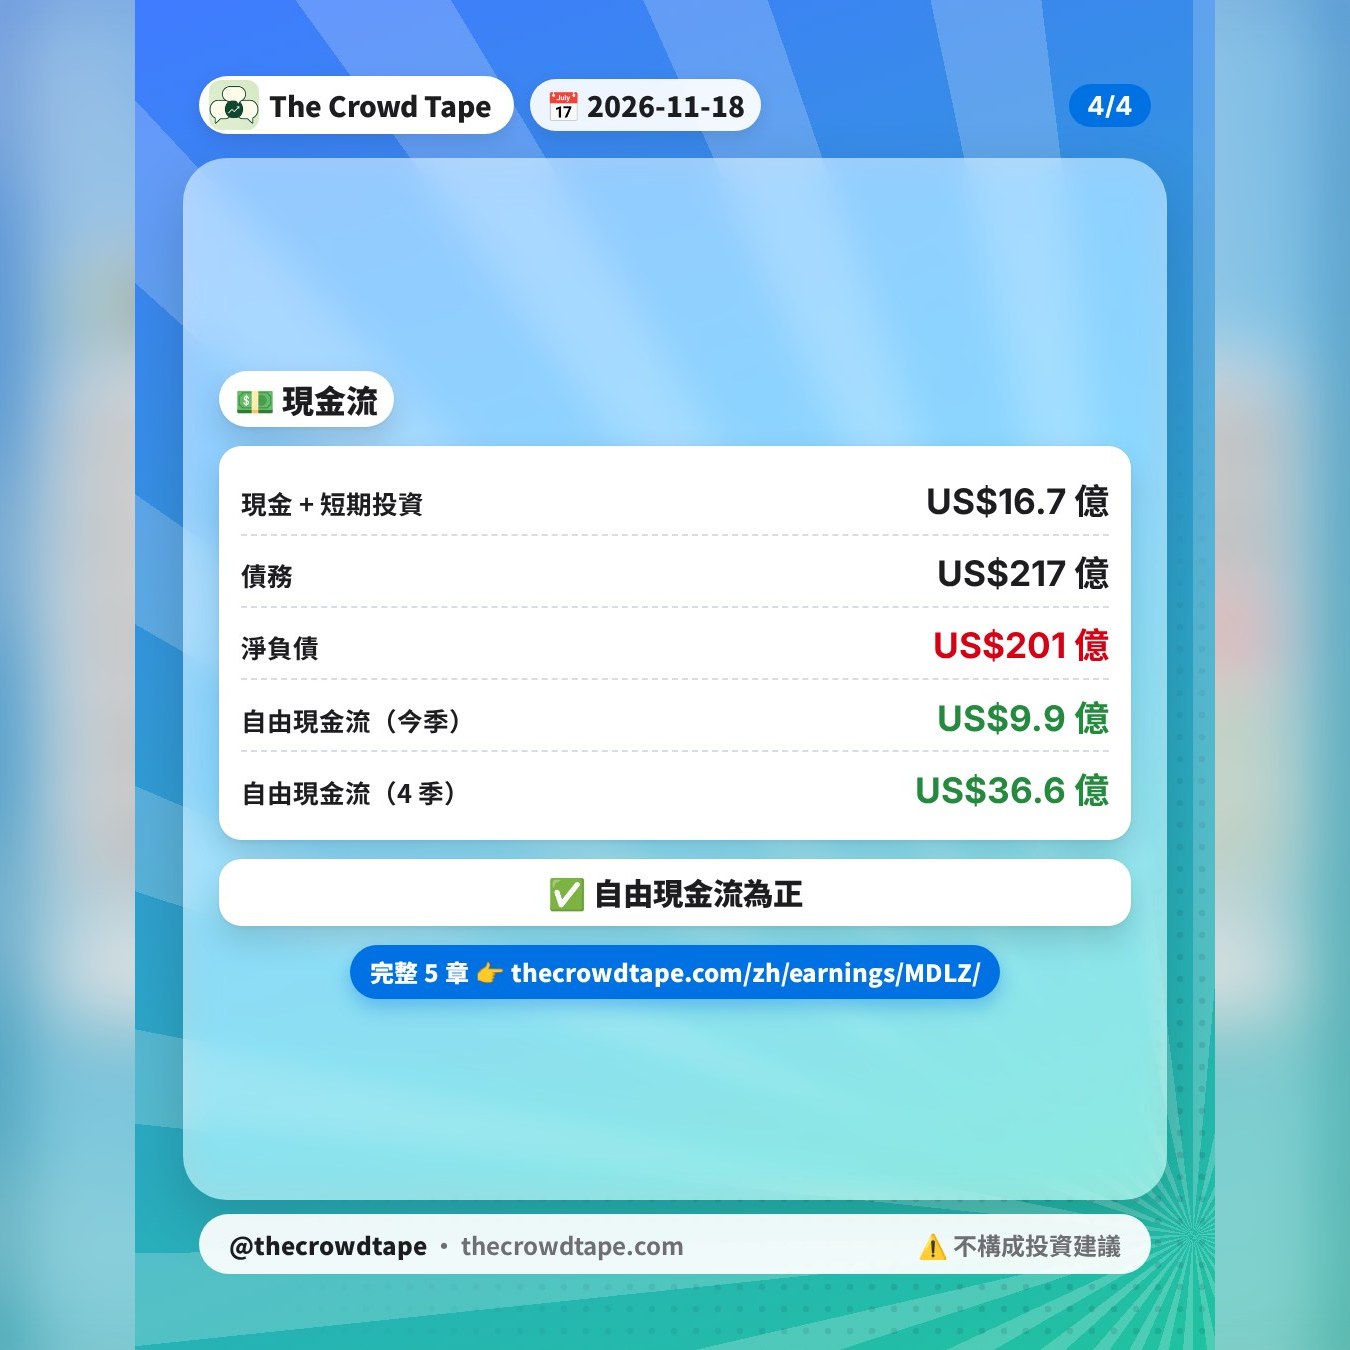 The Crowd Tape
2026-11-18
4/4
現金流
現金 + 短期投資 US$16.7 億
債務 US$217 億
淨負債 US$201 億
自由現金流（今季） US$9.9 億
自由現金流（4 季） US$36.6 億
✅ 自由現金流為正
完整 5 章 👉 thecrowdtape.com/zh/earnings/MDLZ/
@thecrowdtape • thecrowdtape.com
⚠️ 不構成投資建議